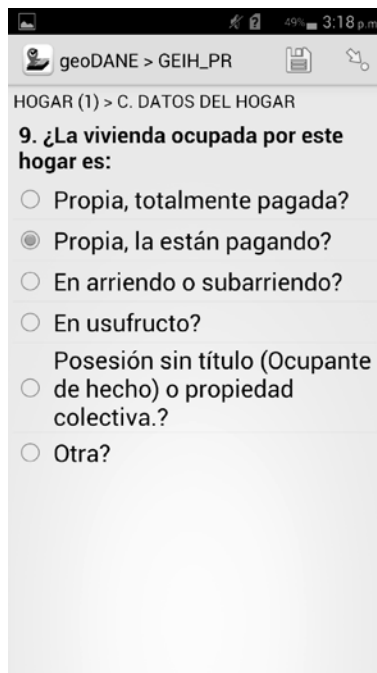 49% 3:18 p.m
geoDANE > GEIH_PR
HOGAR (1) > C. DATOS DEL HOGAR
9. ¿La vivienda ocupada por este
hogar es:
Propia, totalmente pagada?
Propia, la están pagando?
En arriendo o subarriendo?
En usufructo?
Posesión sin título (Ocupante
de hecho) o propiedad
colectiva.?
Otra?